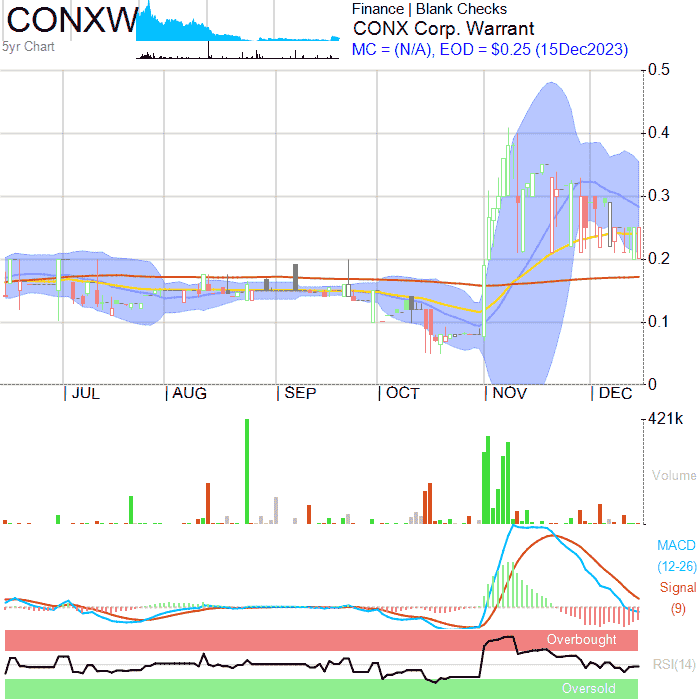 CONXW
5yr Chart
Finance | Blank Checks
CONX Corp. Warrant
MC = (N/A), EOD = $0.25 (15Dec2023)
0.5
0.4
0.3
0.2
0.1
0
JUL AUG SEP OCT NOV DEC
421k
Volume
MACD
(12-26)
Signal
(9)
Overbought
RSI(14)
Oversold